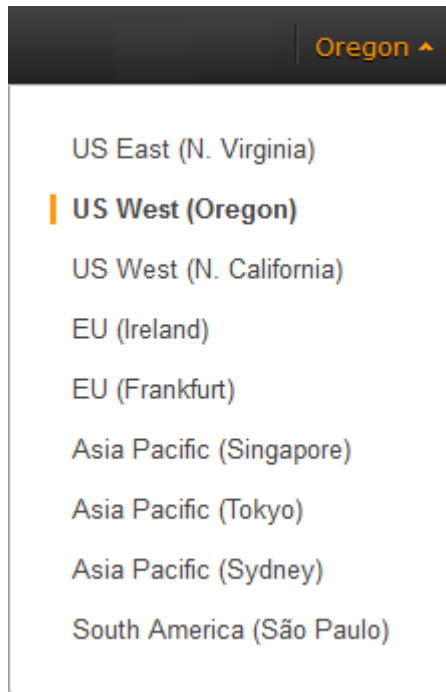 Oregon
US East (N. Virginia)
US West (Oregon)
US West (N. California)
EU (Ireland)
EU (Frankfurt)
Asia Pacific (Singapore)
Asia Pacific (Tokyo)
Asia Pacific (Sydney)
South America (São Paulo)